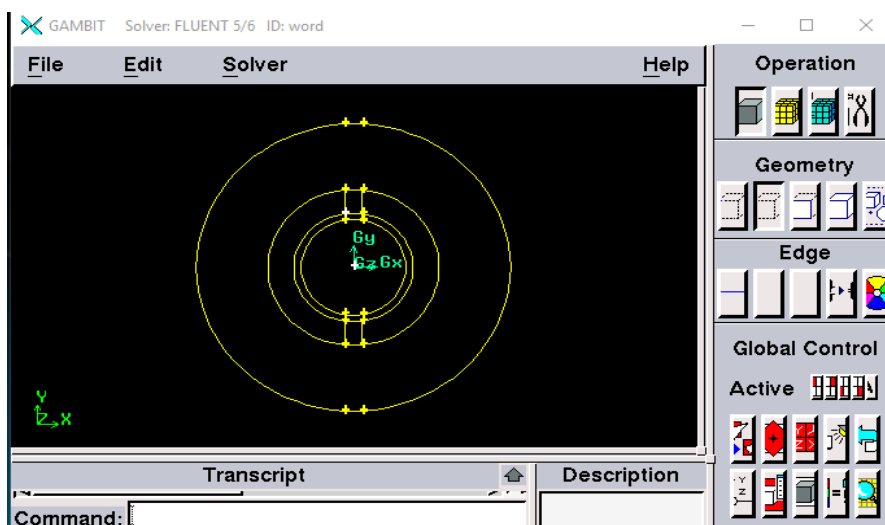 GAMBIT Solver: FLUENT 5/6 ID: word
File Edit Solver Help
Operation
Geometry
Edge
Global Control
Active
Gy
Gz Gx
Y
Z X
Transcript
Description
Command: